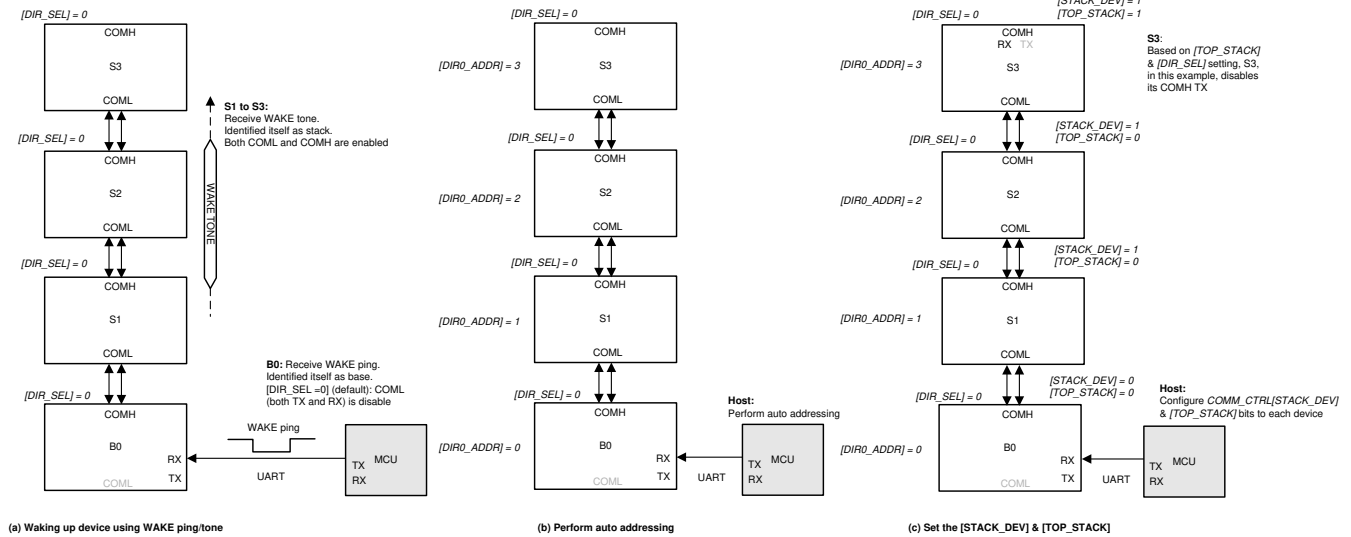 [DIR_SEL] = 0
COMH
S3
COML
[DIR_SEL] = 0
COMH
S2
COML
[DIR_SEL] = 0
COMH
S1
COML
[DIR_SEL] = 0
COMH
B0
RX
TX
COML
S1 to S3:
Receive WAKE tone.
Identified itself as stack.
Both COML and COMH are enabled
WAKE TONE
B0: Receive WAKE ping.
Identified itself as base.
[DIR_SEL =0] (default): COML
(both TX and RX) is disable
WAKE ping
UART
TX
RX
MCU
(a) Waking up device using WAKE ping/tone
[DIR_SEL] = 0
COMH
[DIR0_ADDR] = 3
S3
COML
[DIR_SEL] = 0
COMH
[DIR0_ADDR] = 2
S2
COML
[DIR_SEL] = 0
COMH
[DIR0_ADDR] = 1
S1
COML
[DIR_SEL] = 0
COMH
[DIR0_ADDR] = 0
B0
RX
TX
COML
Host:
Perform auto addressing
UART
TX
RX
MCU
(b) Perform auto addressing
[STACK_DEV] = 1
[TOP_STACK] = 1
[DIR_SEL] = 0
COMH
RX TX
[DIR0_ADDR] = 3
S3
COML
S3:
Based on [TOP_STACK]
& [DIR_SEL] setting, S3,
in this example, disables
its COMH TX
[STACK_DEV] = 1
[TOP_STACK] = 0
[DIR_SEL] = 0
COMH
[DIR0_ADDR] = 2
S2
COML
[STACK_DEV] = 1
[TOP_STACK] = 0
[DIR_SEL] = 0
COMH
[DIR0_ADDR] = 1
S1
COML
[STACK_DEV] = 0
[TOP_STACK] = 0
[DIR_SEL] = 0
COMH
[DIR0_ADDR] = 0
B0
RX
TX
COML
Host:
Configure COMM_CTRL[STACK_DEV]
& [TOP_STACK] bits to each device
UART
TX
RX
MCU
(c) Set the [STACK_DEV] & [TOP_STACK]